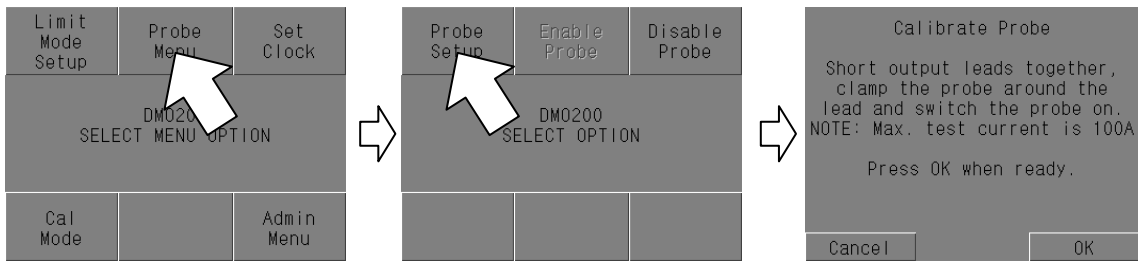 Limit
Mode
Setup
Probe
Menu
Set
Clock
DMO200
SELECT MENU OPTION
Cal
Mode
Admin
Menu
Probe
Setup
Enable
Probe
Disable
Probe
DMO200
SELECT OPTION
Calibrate Probe
Short output leads together,
clamp the probe around the
lead and switch the probe on.
NOTE: Max. test current is 100A
Press OK when ready.
Cancel
OK